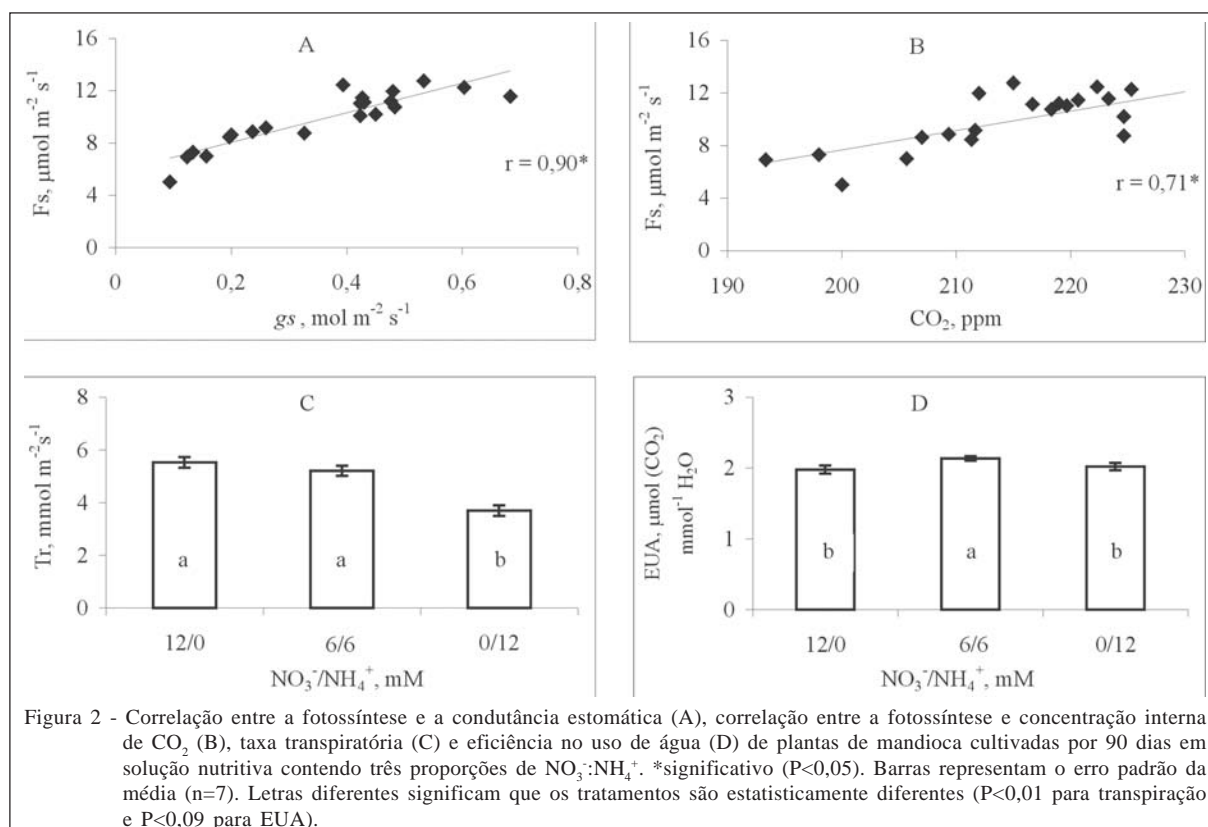 16
12
8
4
0
Fs, μmol m⁻² s⁻¹
A
r = 0,90*
0 0,2 0,4 0,6 0,8
gs , mol m⁻² s⁻¹
16
12
8
4
0
Fs, μmol m⁻² s⁻¹
B
r = 0,71*
190 200 210 220 230
CO₂, ppm
8
6
4
2
0
Tr, mmol m⁻²s⁻¹
C
a a b
12/0 6/6 0/12
NO₃⁻/NH₄⁺, mM
3
2
1
0
EUA, μmol (CO₂)
mmol⁻¹ H₂O
D
b a b
12/0 6/6 0/12
NO₃⁻/NH₄⁺, mM
Figura 2 - Correlação entre a fotossíntese e a condutância estomática (A), correlação entre a fotossíntese e concentração interna
de CO₂ (B), taxa transpiratória (C) e eficiência no uso de água (D) de plantas de mandioca cultivadas por 90 dias em
solução nutritiva contendo três proporções de NO₃⁻:NH₄⁺. *significativo (P<0,05). Barras representam o erro padrão da
média (n=7). Letras diferentes significam que os tratamentos são estatisticamente diferentes (P<0,01 para transpiração
e P<0,09 para EUA).